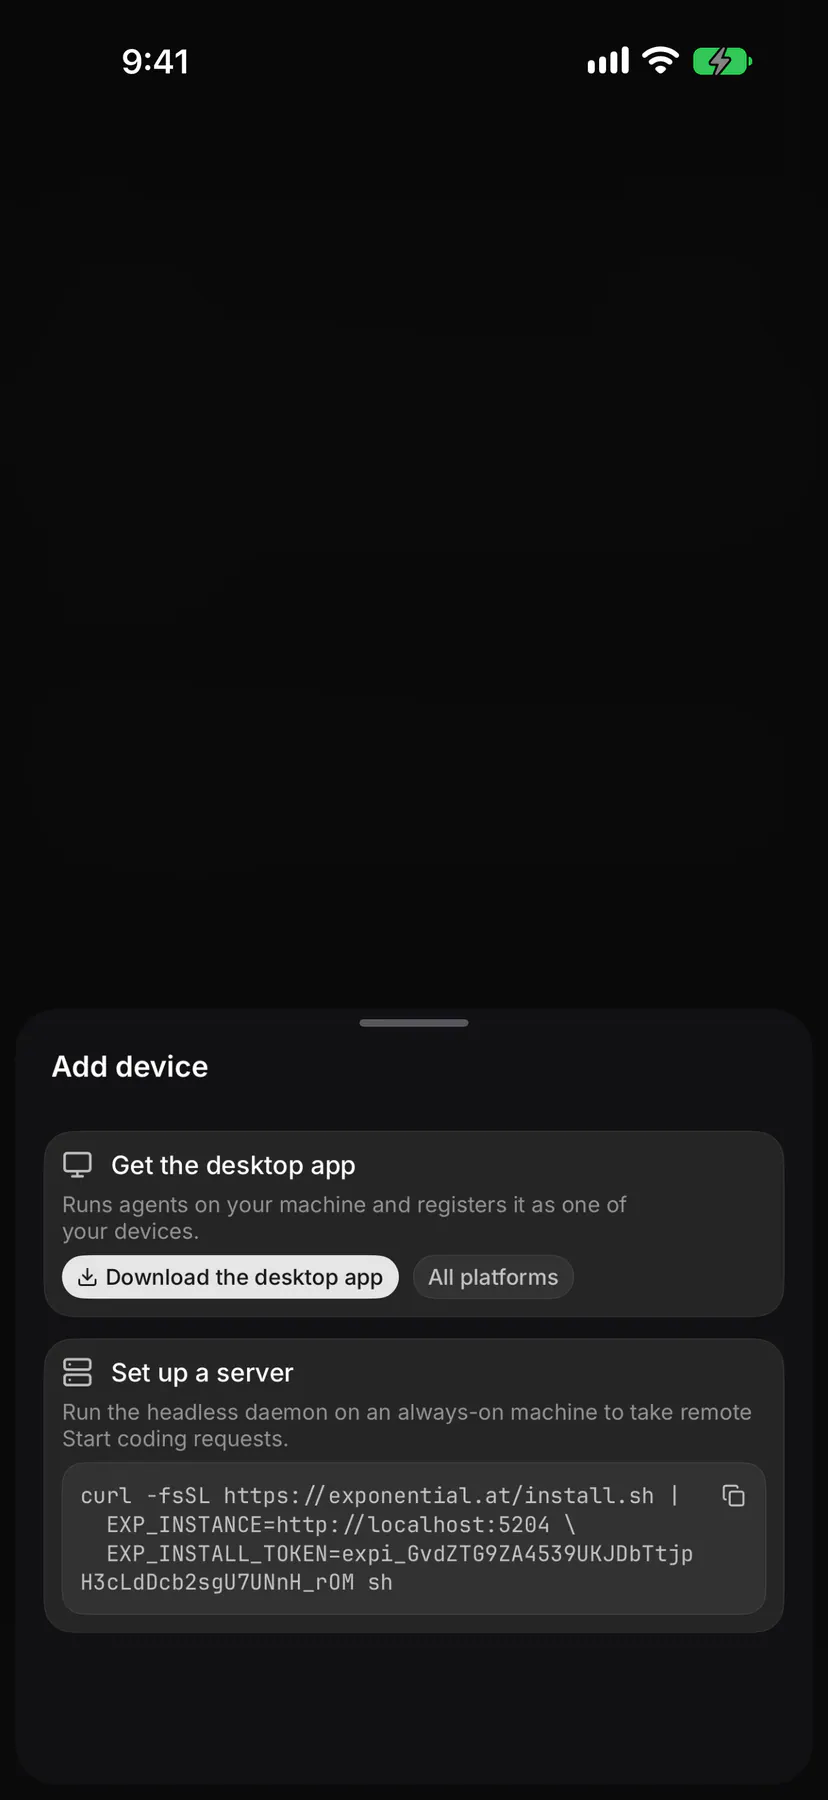 9:41
Add device
Get the desktop app
Runs agents on your machine and registers it as one of
your devices.
Download the desktop app
All platforms
Set up a server
Run the headless daemon on an always-on machine to take remote
Start coding requests.
curl -fsSL https://exponential.at/install.sh |
EXP_INSTANCE=http://localhost:5204 \
EXP_INSTALL_TOKEN=expi_GvdZTG9ZA4539UKJDbTtjp
H3cLdDcb2sgU7UNnH_rOM sh